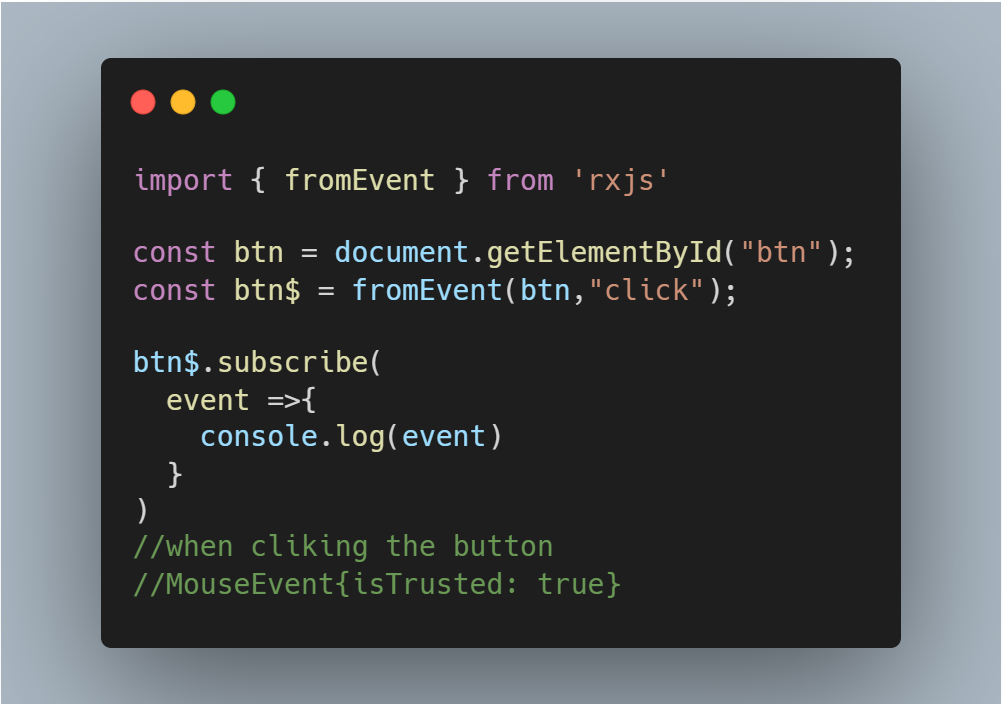 import { fromEvent } from 'rxjs'
const btn = document.getElementById("btn");
const btn$ = fromEvent(btn,"click");
btn$.subscribe(
  event =>{
    console.log(event)
  }
)
//when cliking the button
//MouseEvent{isTrusted: true}